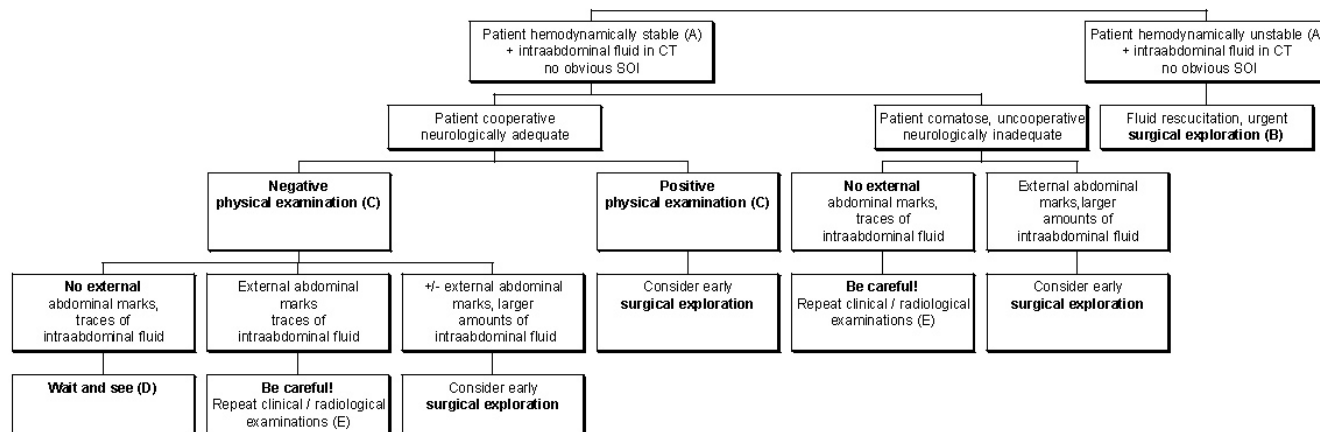 Patient hemodynamically stable (A)
+ intraabdominal fluid in CT
no obvious SOI
Patient hemodynamically unstable (A
+ intraabdominal fluid in CT
no obvious SOI
Patient cooperative
neurologically adequate
Patient comatose, uncooperative
neurologically inadequate
Fluid rescucitation, urgent
surgical exploration (B)
Negative
physical examination (C)
Positive
physical examination (C)
No external
abdominal marks,
traces of
intraabdominal fluid
External abdominal
marks, larger
amounts of
intraabdominal fluid
No external
abdominal marks,
traces of
intraabdominal fluid
External abdominal
marks
traces of
intraabdominal fluid
+/- external abdominal
marks, larger
amounts of
intraabdominal fluid
Consider early
surgical exploration
Be careful!
Repeat clinical / radiological
examinations (E)
Consider early
surgical exploration
Wait and see (D)
Be careful!
Repeat clinical / radiological
examinations (E)
Consider early
surgical exploration